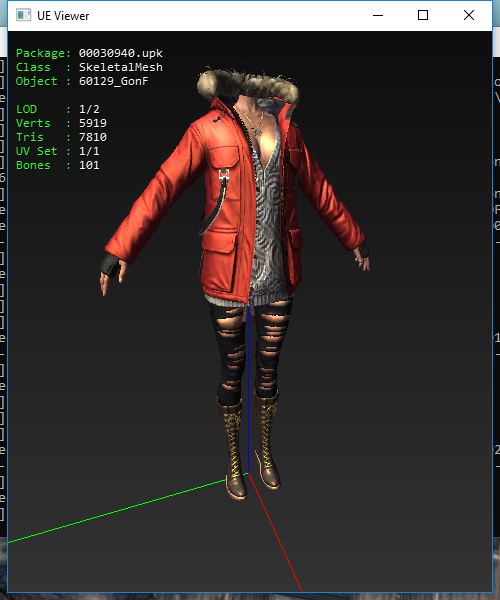 UE Viewer
Package: 00030940.upk
Class : SkeletalMesh
Object : 60129_GonF
LOD : 1/2
Verts : 5919
Tris : 7810
UV Set : 1/1
Bones : 101